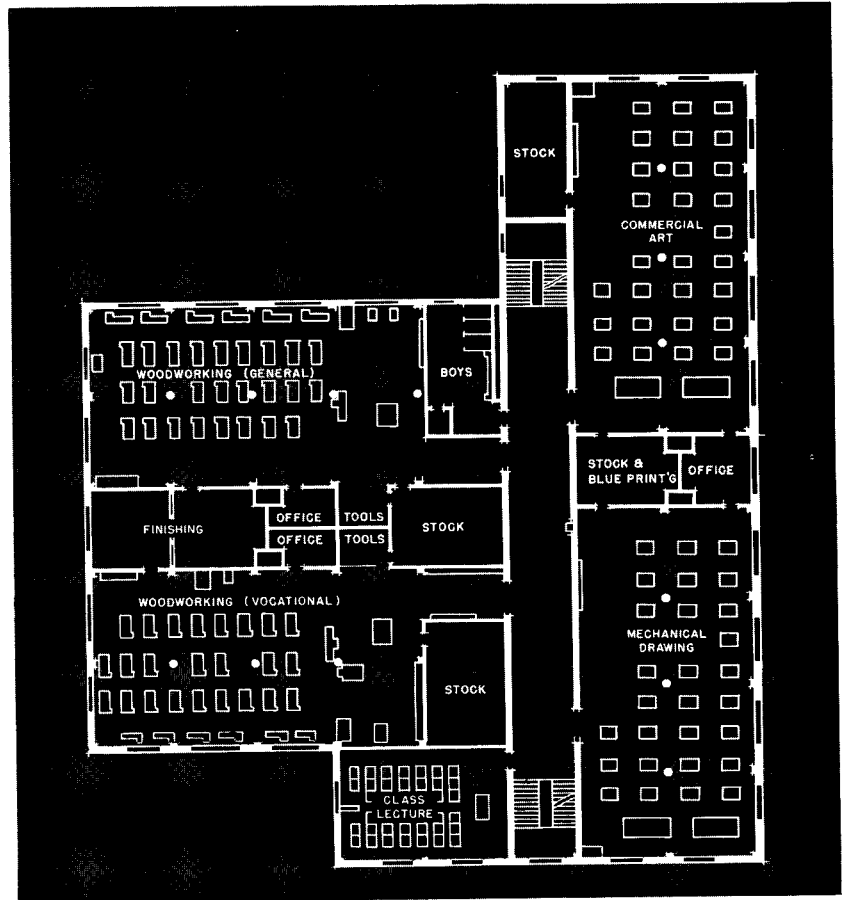 STOCK
COMMERCIAL
ART
WOODWORKING (GENERAL)
BOYS
STOCK &
BLUE PRINT'G
OFFICE
FINISHING
OFFICE
TOOLS
STOCK
OFFICE
TOOLS
WOODWORKING (VOCATIONAL)
MECHANICAL
DRAWING
STOCK
CLASS
LECTURE